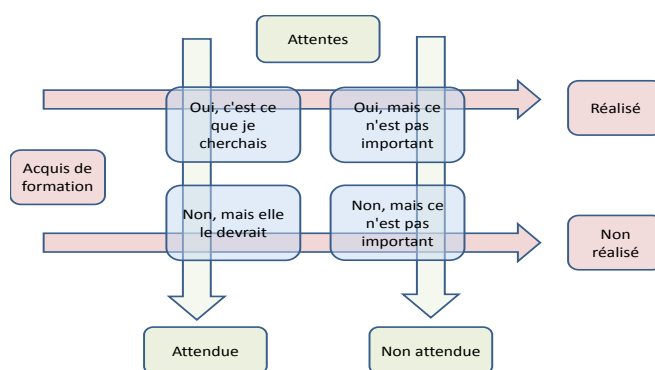 Attentes
Oui, c'est ce
que je
cherchais
Oui, mais ce
n'est pas
important
Réalisé
Acquis de
formation
Non, mais elle
le devrait
Non, mais ce
n'est pas
important
Non
réalisé
Attendue
Non attendue